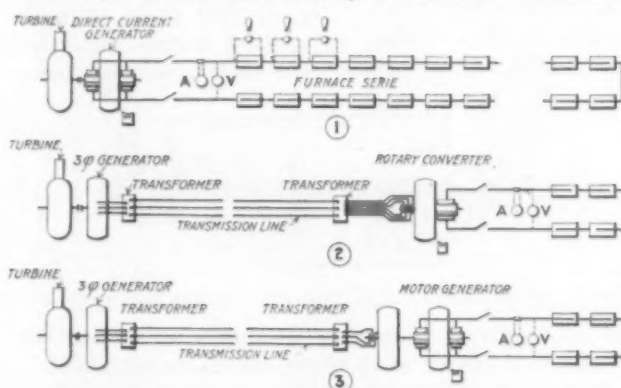 TURBINE
DIRECT CURRENT
GENERATOR
A V
FURNACE SERIE
1
TURBINE
3φ GENERATOR
TRANSFORMER
TRANSFORMER
ROTARY CONVERTER
TRANSMISSION LINE
A V
2
TURBINE
3φ GENERATOR
TRANSFORMER
TRANSFORMER
MOTOR GENERATOR
TRANSMISSION LINE
A V
3